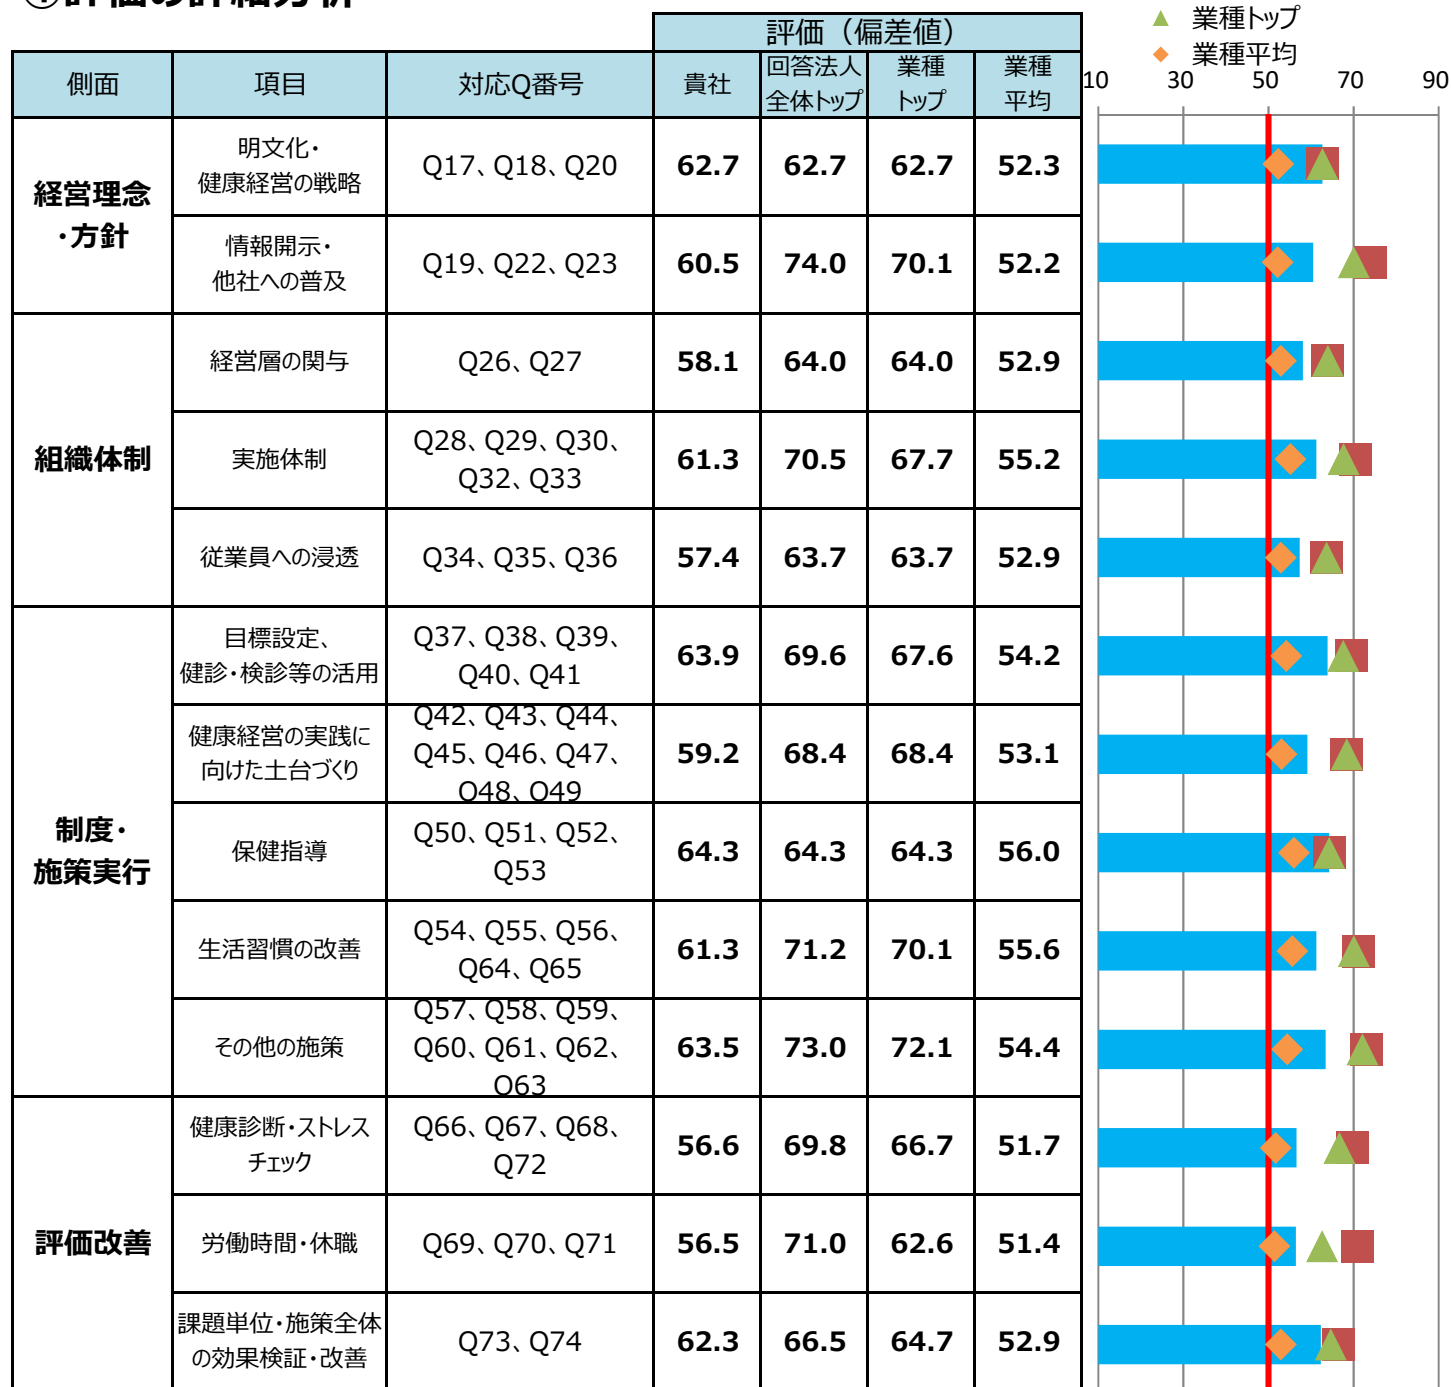 ①評価の詳細分析
業種トップ
業種平均
評価（偏差値）
側面 項目 対応Q番号 貴社 回答法人 業種 業種
全体トップ トップ 平均
10 30 50 70 90
経営理念
・方針
明文化・
健康経営の戦略
Q17、Q18、Q20 62.7 62.7 62.7 52.3
情報開示・
他社への普及
Q19、Q22、Q23 60.5 74.0 70.1 52.2
組織体制
経営層の関与 Q26、Q27 58.1 64.0 64.0 52.9
実施体制
Q28、Q29、Q30、
Q32、Q33
61.3 70.5 67.7 55.2
従業員への浸透 Q34、Q35、Q36 57.4 63.7 63.7 52.9
制度・
施策実行
目標設定、
健診・検診等の活用
Q37、Q38、Q39、
Q40、Q41
63.9 69.6 67.6 54.2
健康経営の実践に
向けた土台づくり
Q42、Q43、Q44、
Q45、Q46、Q47、
Q48、Q49
59.2 68.4 68.4 53.1
保健指導
Q50、Q51、Q52、
Q53
64.3 64.3 64.3 56.0
生活習慣の改善
Q54、Q55、Q56、
Q64、Q65
61.3 71.2 70.1 55.6
その他の施策
Q57、Q58、Q59、
Q60、Q61、Q62、
Q63
63.5 73.0 72.1 54.4
評価改善
健康診断・ストレス
チェック
Q66、Q67、Q68、
Q72
56.6 69.8 66.7 51.7
労働時間・休職 Q69、Q70、Q71 56.5 71.0 62.6 51.4
課題単位・施策全体
の効果検証・改善
Q73、Q74 62.3 66.5 64.7 52.9